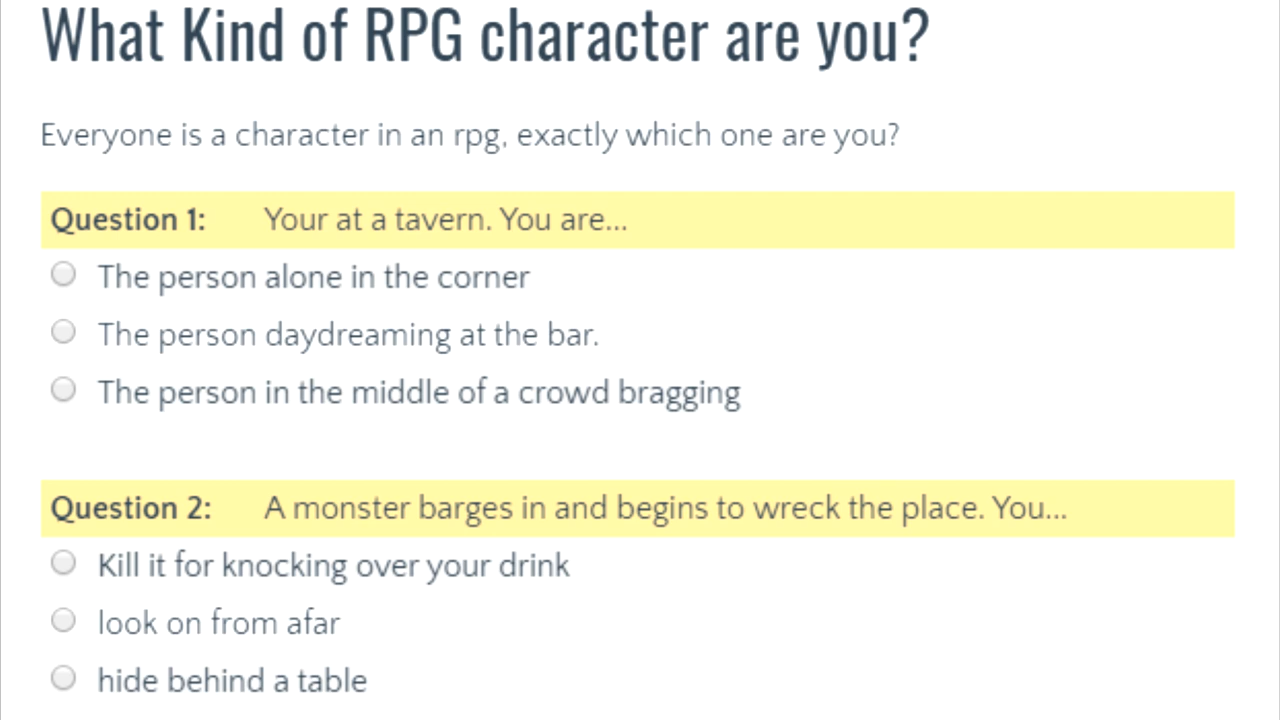 What Kind of RPG character are you?
Everyone is a character in an rpg, exactly which one are you?
Question 1: Your at a tavern. You are...
The person alone in the corner
The person daydreaming at the bar.
The person in the middle of a crowd bragging
Question 2: A monster barges in and begins to wreck the place. You...
Kill it for knocking over your drink
look on from afar
hide behind a table